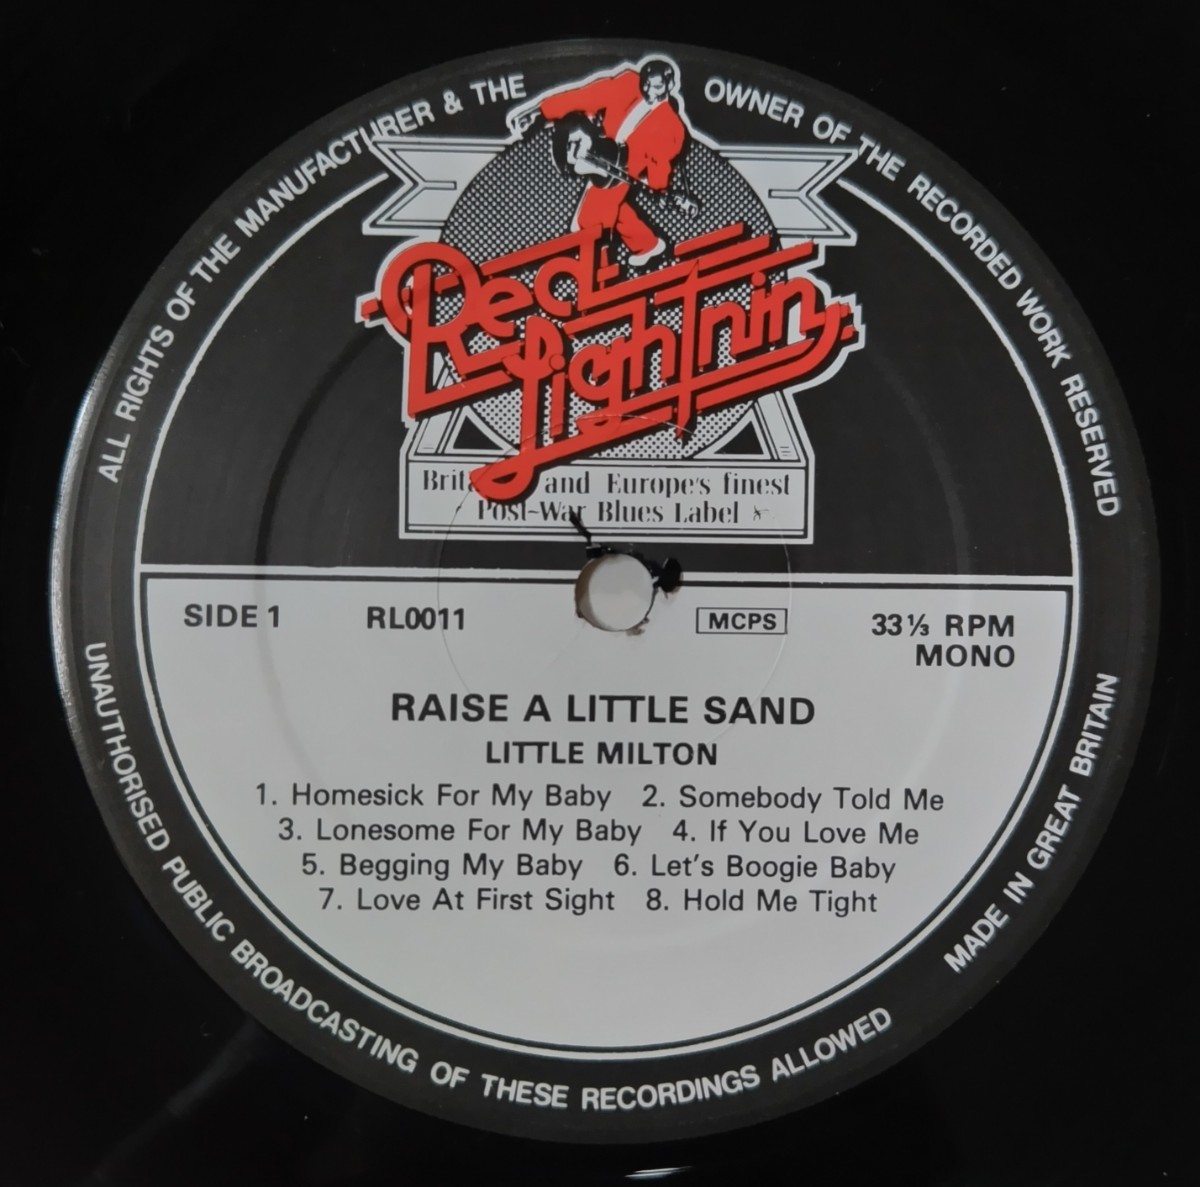 ALL RIGHTS OF THE MANUFACTURER & THE OWNER OF THE RECORDED WORK RESERVED
Red
Lightnin'
and Europe's finest
Post-War Blues Label
SIDE 1 RL0011 MCPS 33⅓ RPM
MONO
RAISE A LITTLE SAND
LITTLE MILTON
1. Homesick For My Baby 2. Somebody Told Me
3. Lonesome For My Baby 4. If You Love Me
5. Begging My Baby 6. Let's Boogie Baby
7. Love At First Sight 8. Hold Me Tight
UNAUTHORISED PUBLIC BROADCASTING OF THESE RECORDINGS ALLOWED
MADE IN GREAT BRITAIN